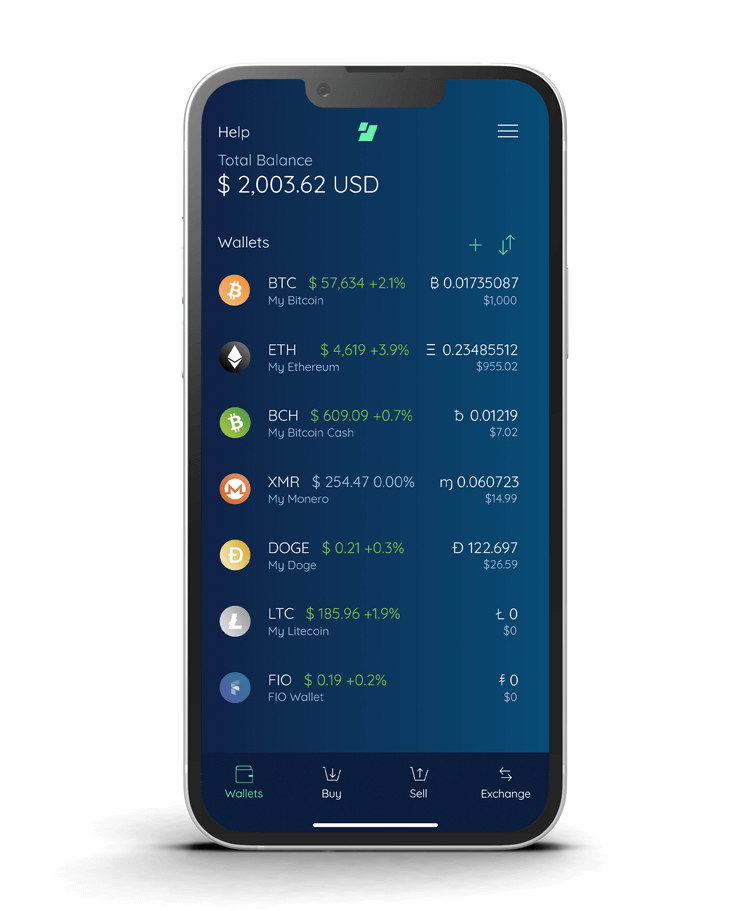 Help
Total Balance
$ 2,003.62 USD
Wallets
BTC $ 57,634 +2.1% ₿ 0.01735087
My Bitcoin $1,000
ETH $ 4,619 +3.9% Ξ 0.23485512
My Ethereum $955.02
BCH $ 609.09 +0.7% ƀ 0.01219
My Bitcoin Cash $7.02
XMR $ 254.47 0.00% ɱ 0.060723
My Monero $14.99
DOGE $ 0.21 +0.3% Ð 122.697
My Doge $26.59
LTC $ 185.96 +1.9% Ł 0
My Litecoin $0
FIO $ 0.19 +0.2% ᵮ 0
FIO Wallet $0
Wallets Buy Sell Exchange